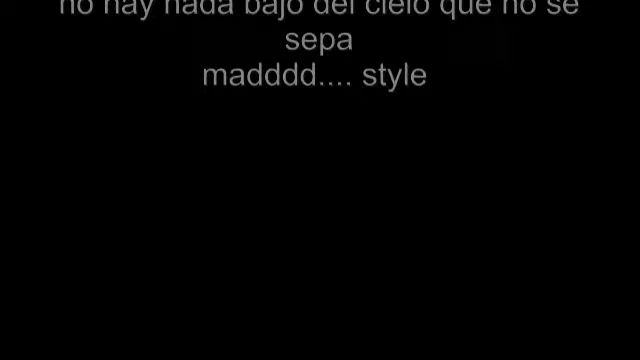 no hay nada bajo del cielo que no se
sepa
madddd.... style